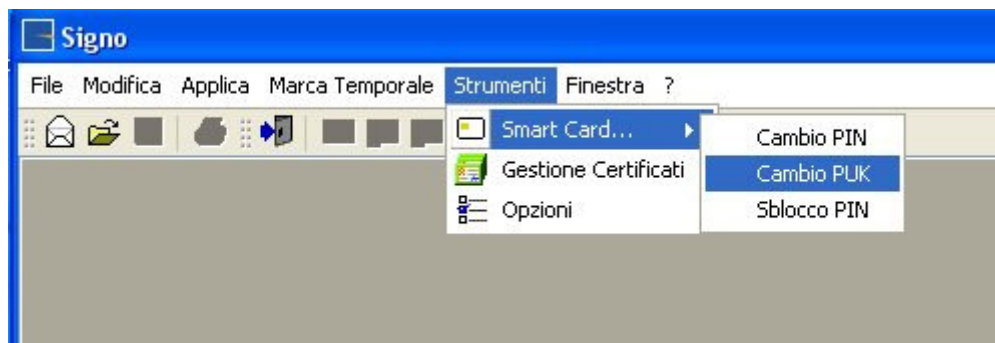 Signo
File Modifica Applica Marca Temporale Strumenti Finestra ?
Smart Card...
Cambio PIN
Gestione Certificati
Cambio PUK
Opzioni
Sblocco PIN